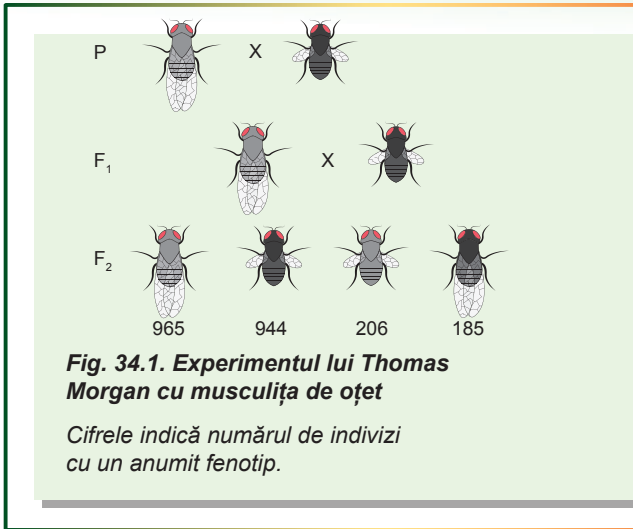 P X
F₁ X
F₂
965 944 206 185
Fig. 34.1. Experimentul lui Thomas
Morgan cu musculița de oțet
Cifrele indică numărul de indivizi
cu un anumit fenotip.